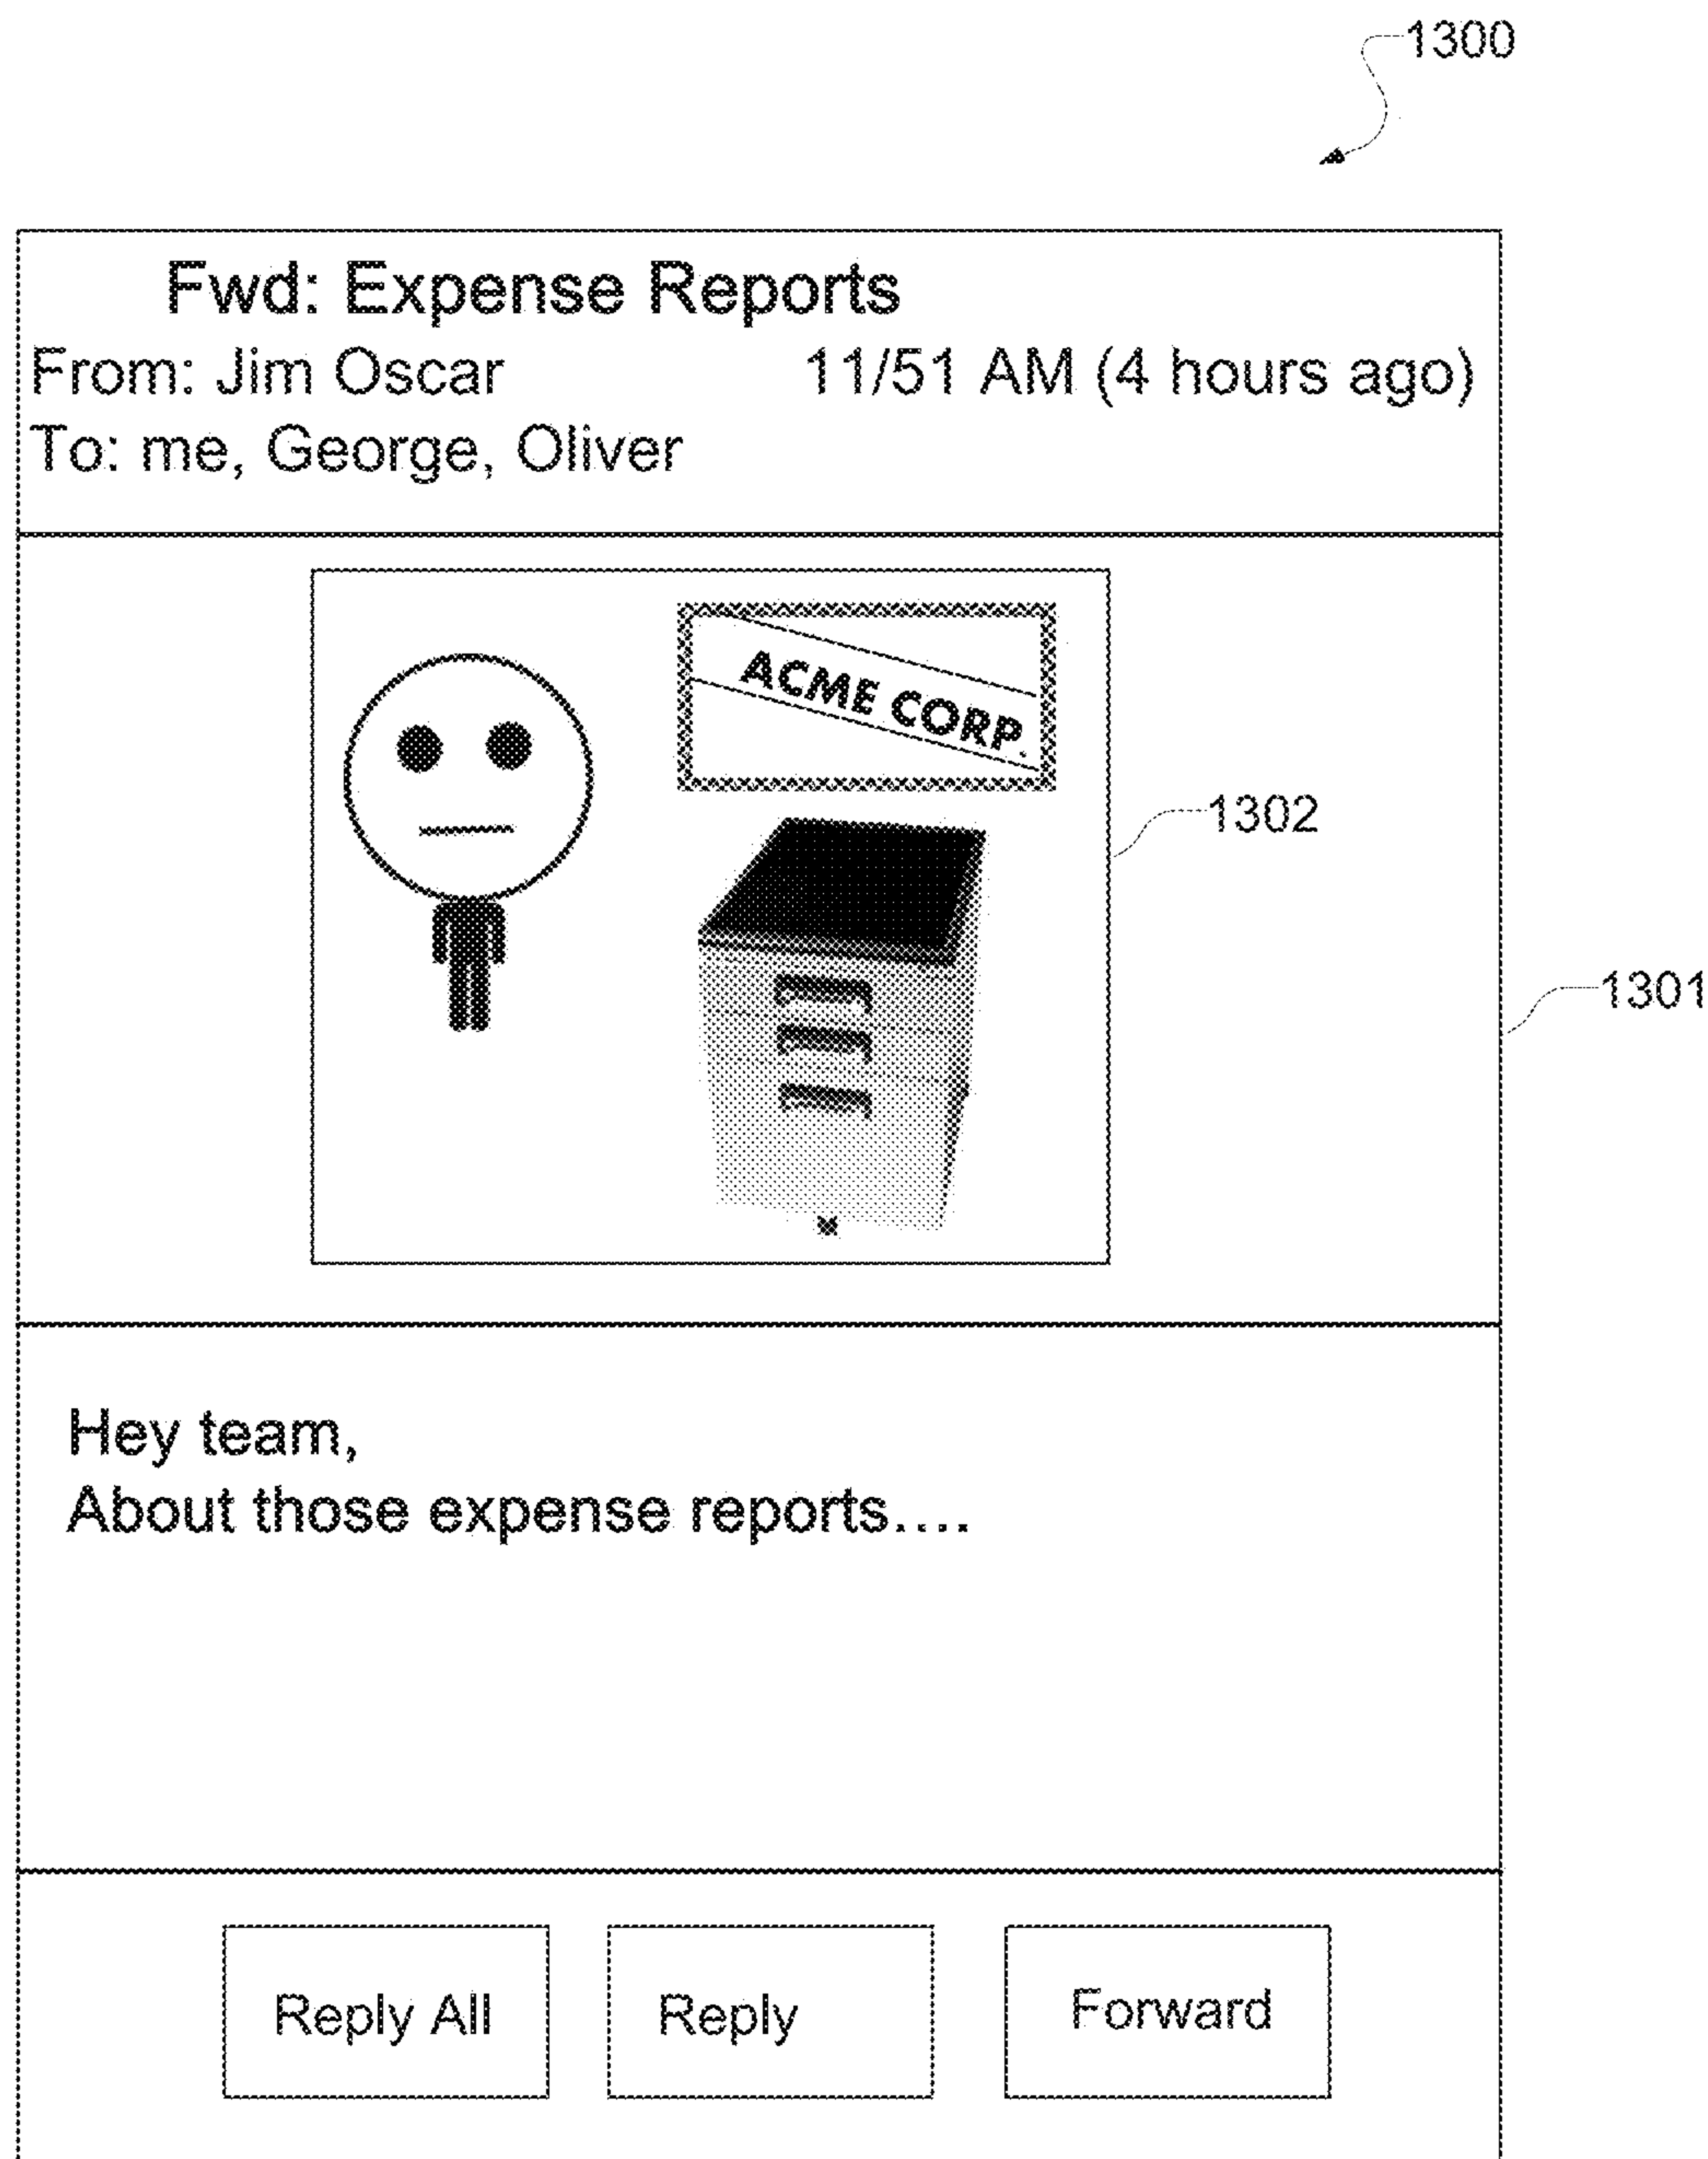 1300
Fwd: Expense Reports
From: Jim Oscar 11/51 AM (4 hours ago)
To: me, George, Oliver
ACME CORP.
1302
1301
Hey team,
About those expense reports....
Reply All Reply Forward